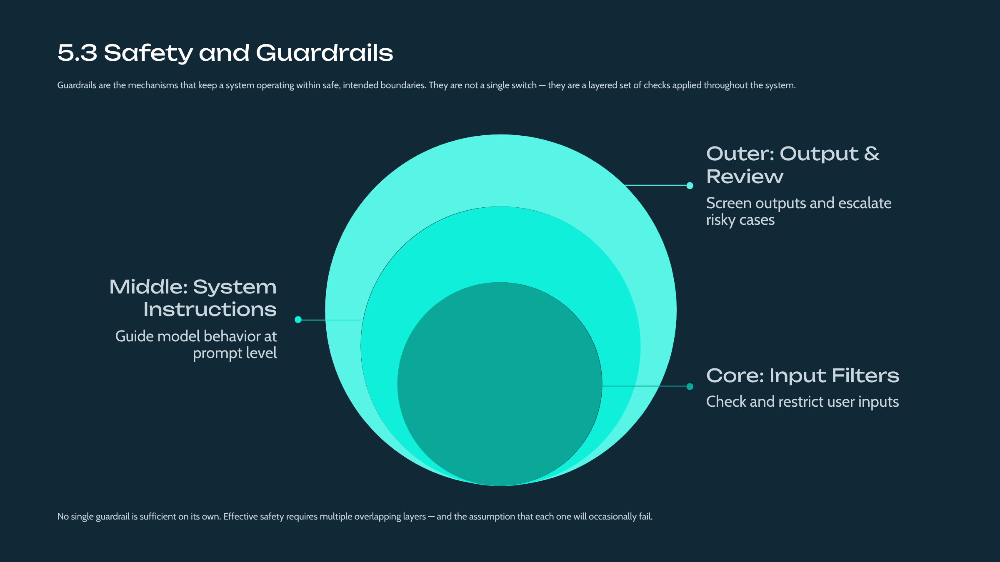 5.3 Safety and Guardrails
Guardrails are the mechanisms that keep a system operating within safe, intended boundaries. They are not a single switch — they are a layered set of checks applied throughout the system.
Outer: Output &
Review
Screen outputs and escalate
risky cases
Middle: System
Instructions
Guide model behavior at
prompt level
Core: Input Filters
Check and restrict user inputs
No single guardrail is sufficient on its own. Effective safety requires multiple overlapping layers — and the assumption that each one will occasionally fail.